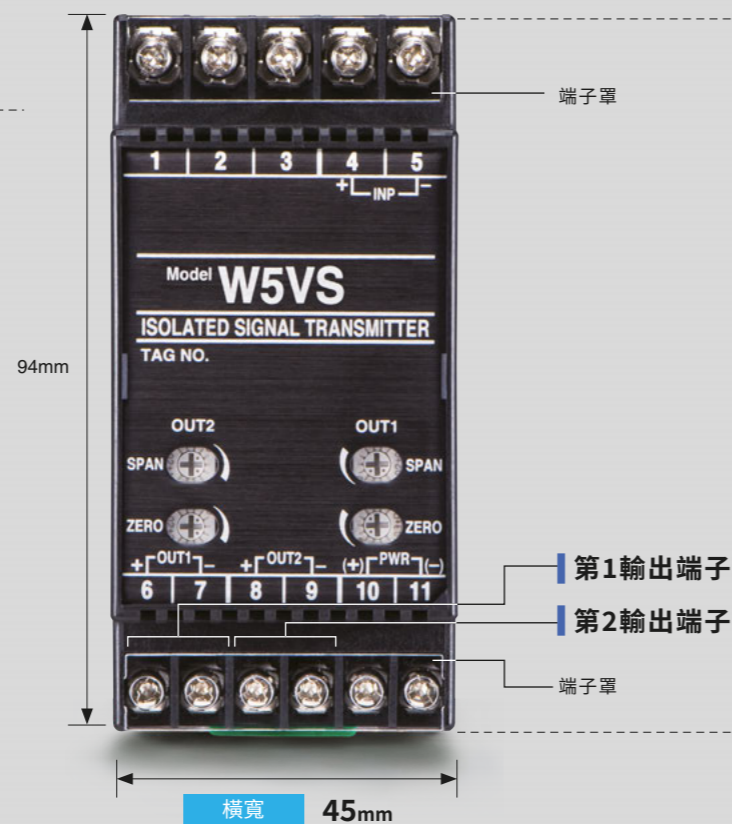 端子罩
1 2 3 4 5
+ INP −
Model W5VS
ISOLATED SIGNAL TRANSMITTER
TAG NO.
94mm
OUT2 OUT1
SPAN SPAN
ZERO ZERO
+ OUT1 − + OUT2 − (+) PWR (−)
6 7 8 9 10 11
第1輸出端子
第2輸出端子
端子罩
橫寬 45mm